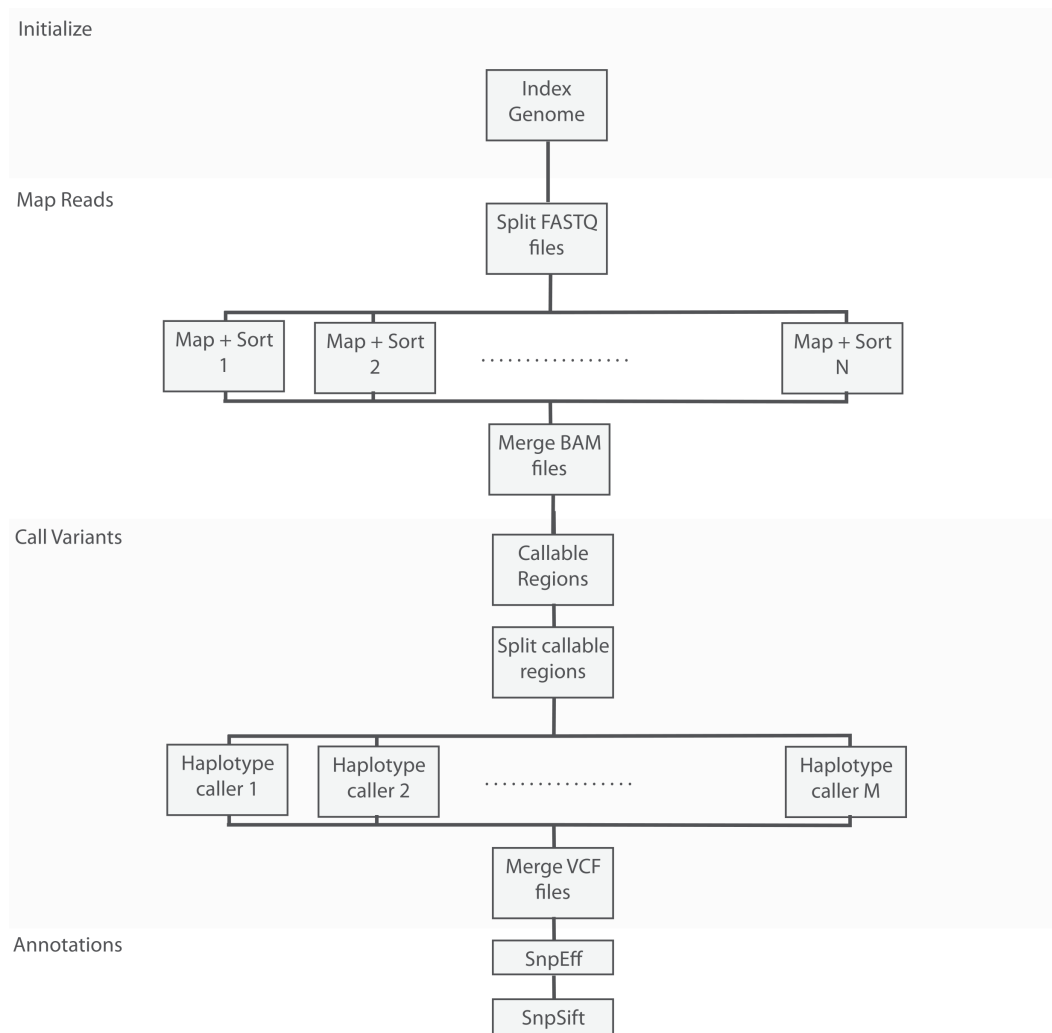 Initialize
Index
Genome
Map Reads
Split FASTQ
files
Map + Sort
1
Map + Sort
2
.................
Map + Sort
N
Merge BAM
files
Call Variants
Callable
Regions
Split callable
regions
Haplotype
caller 1
Haplotype
caller 2
.................
Haplotype
caller M
Merge VCF
files
Annotations
SnpEff
SnpSift